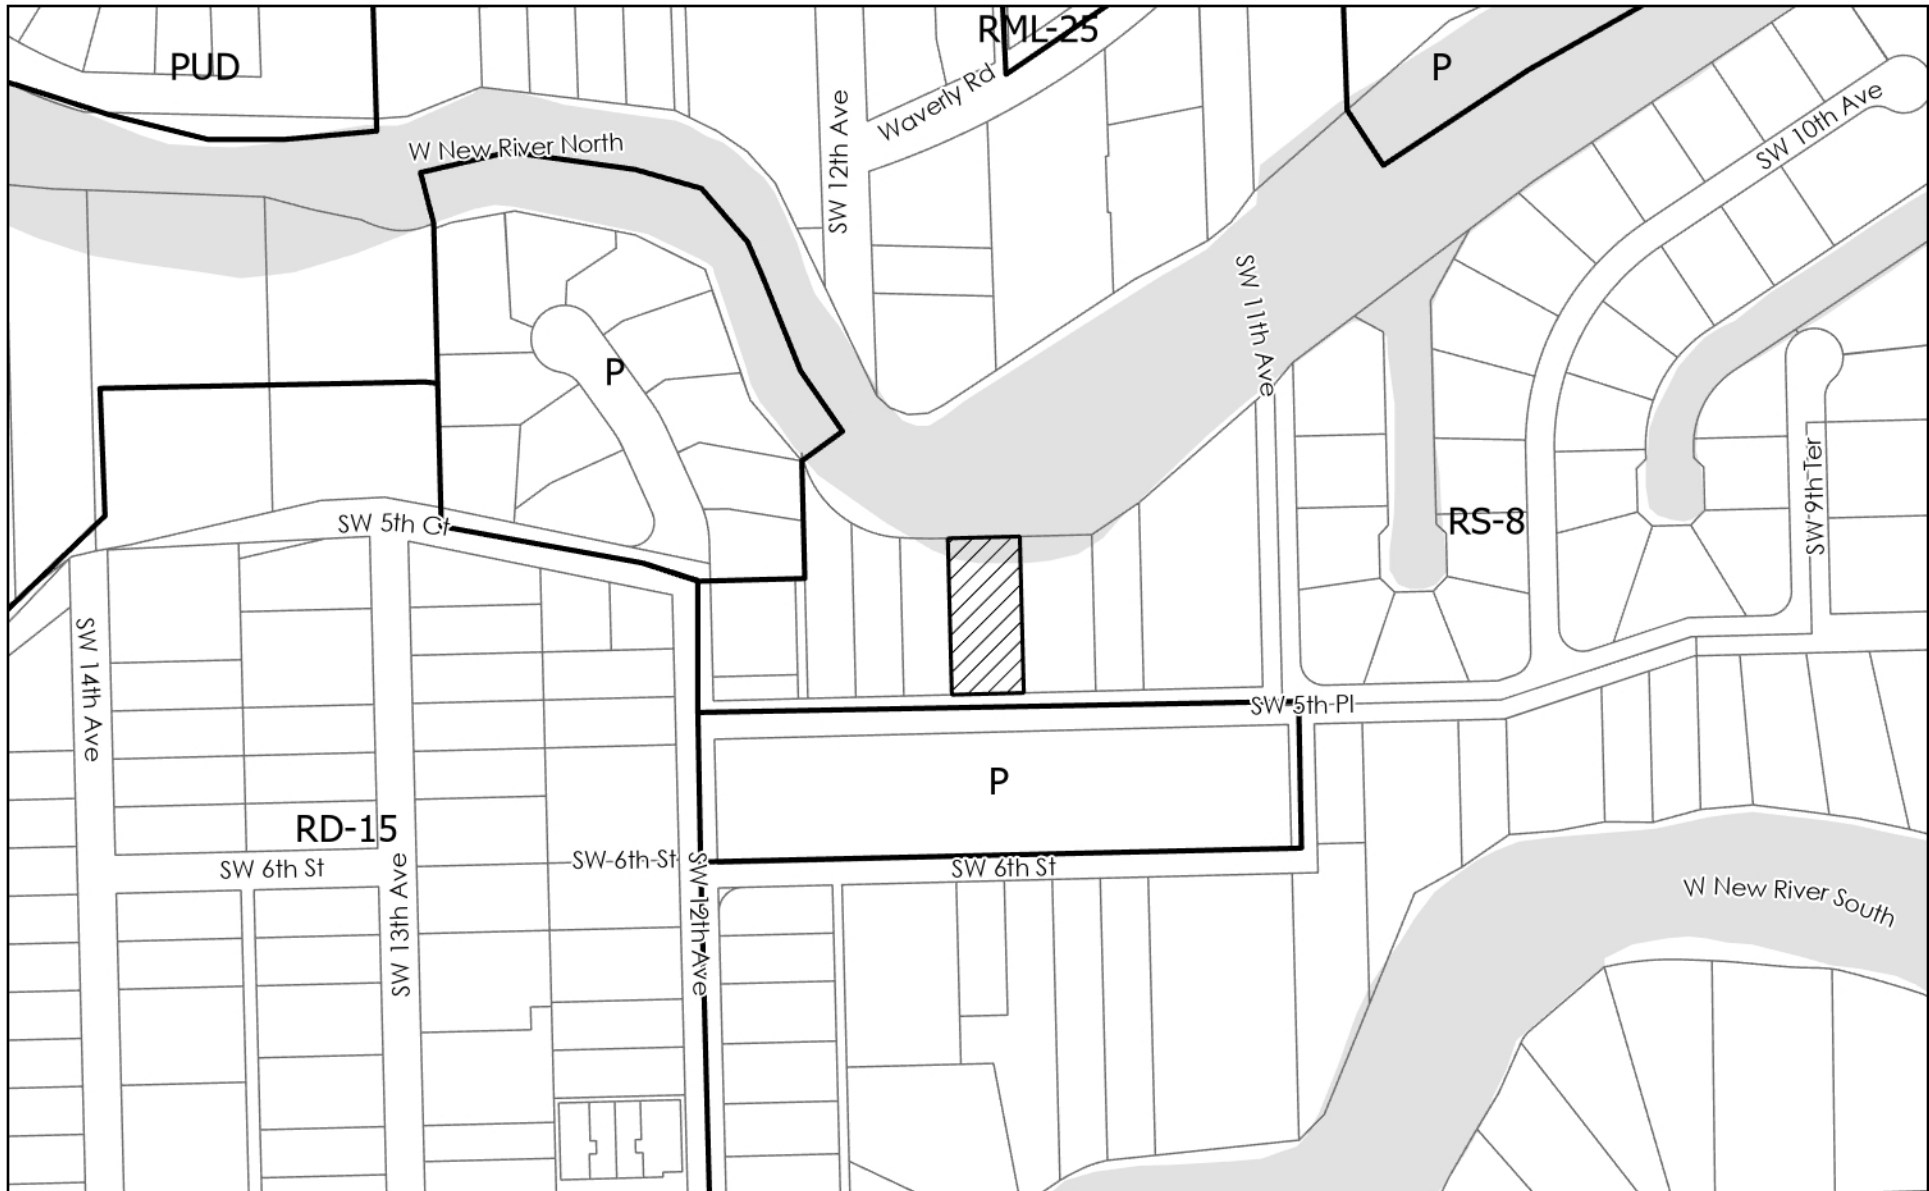 RML-25
PUD
P
SW 12th Ave
Waverly Rd
SW 10th Ave
W New River North
SW 11th Ave
P
SW 9th Ter
SW 5th Ct
RS-8
SW 14th Ave
SW 5th Pl
P
RD-15
SW 6th St
SW 6th St
SW 6th St
SW 13th Ave
SW 12th Ave
W New River South